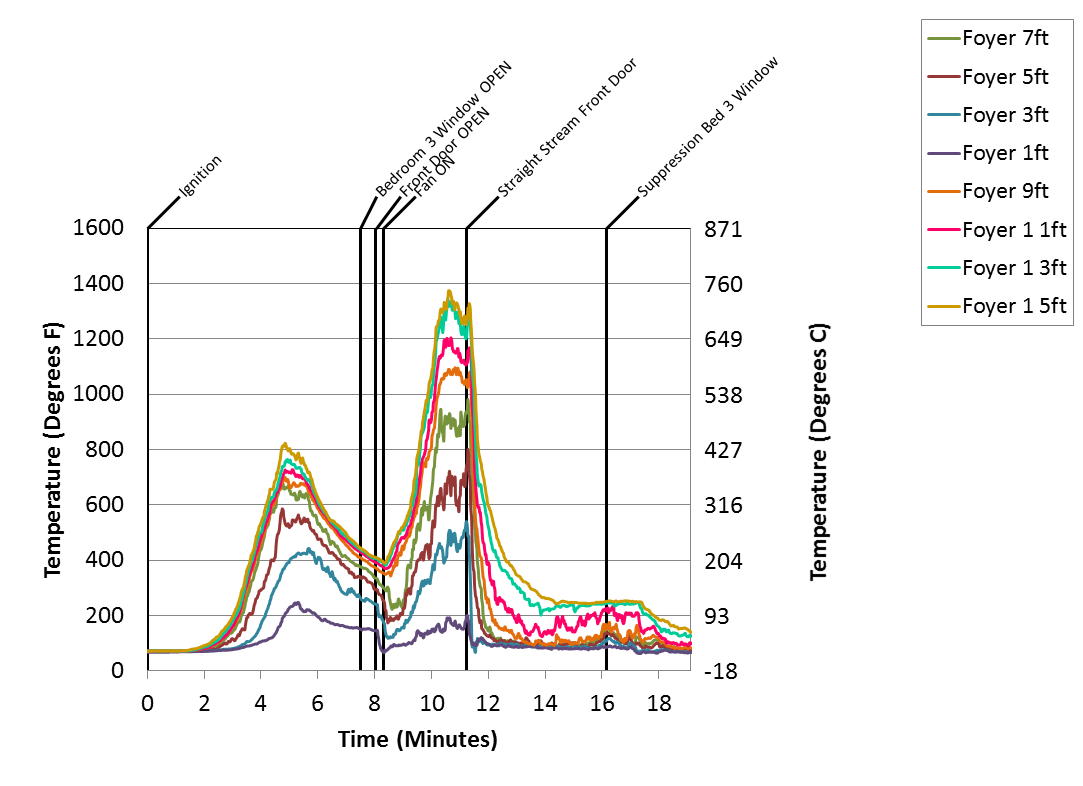 Foyer 7ft
Foyer 5ft
Foyer 3ft
Foyer 1ft
Foyer 9ft
Foyer 1 1ft
Foyer 1 3ft
Foyer 1 5ft
Ignition
Bedroom 3 Window OPEN
Front Door OPEN
Fan ON
Straight Stream Front Door
Suppression Bed 3 Window
1600
1400
1200
1000
800
600
400
200
0
871
760
649
538
427
316
204
93
-18
Temperature (Degrees F)
Temperature (Degrees C)
0 2 4 6 8 10 12 14 16 18
Time (Minutes)